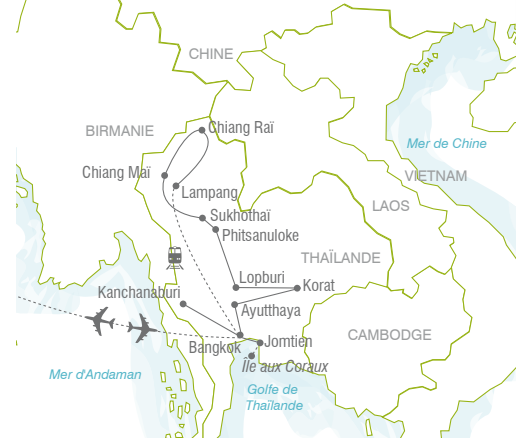 CHINE
BIRMANIE
Chiang Raï
Mer de Chine
Chiang Maï
VIETNAM
Lampang
LAOS
Sukhothaï
Phitsanuloke
THAÏLANDE
Lopburi
Korat
Kanchanaburi
Ayutthaya
CAMBODGE
Bangkok
Jomtien
Île aux Coraux
Mer d'Andaman
Golfe de
Thaïlande